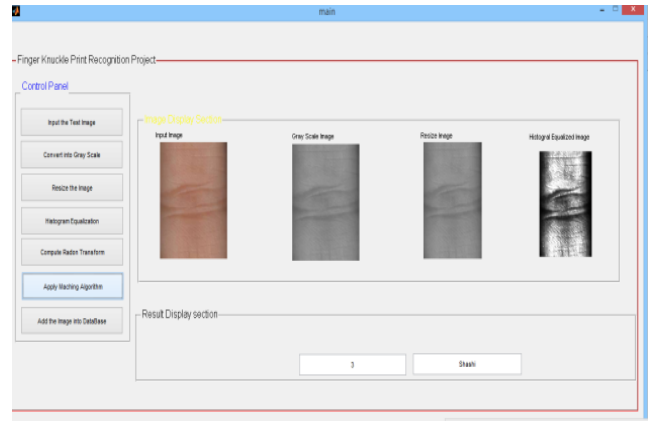 main
Finger Knuckle Print Recognition Project
Control Panel
Input the Test Image
Convert into Gray Scale
Resize the Image
Histogram Equalization
Compute Radon Transform
Apply Maching Algorithm
Add the Image into DataBase
Image Display Section
Input Image
Gray Scale Image
Resize Image
Histogral Equalized Image
Result Display section
3
Shashi